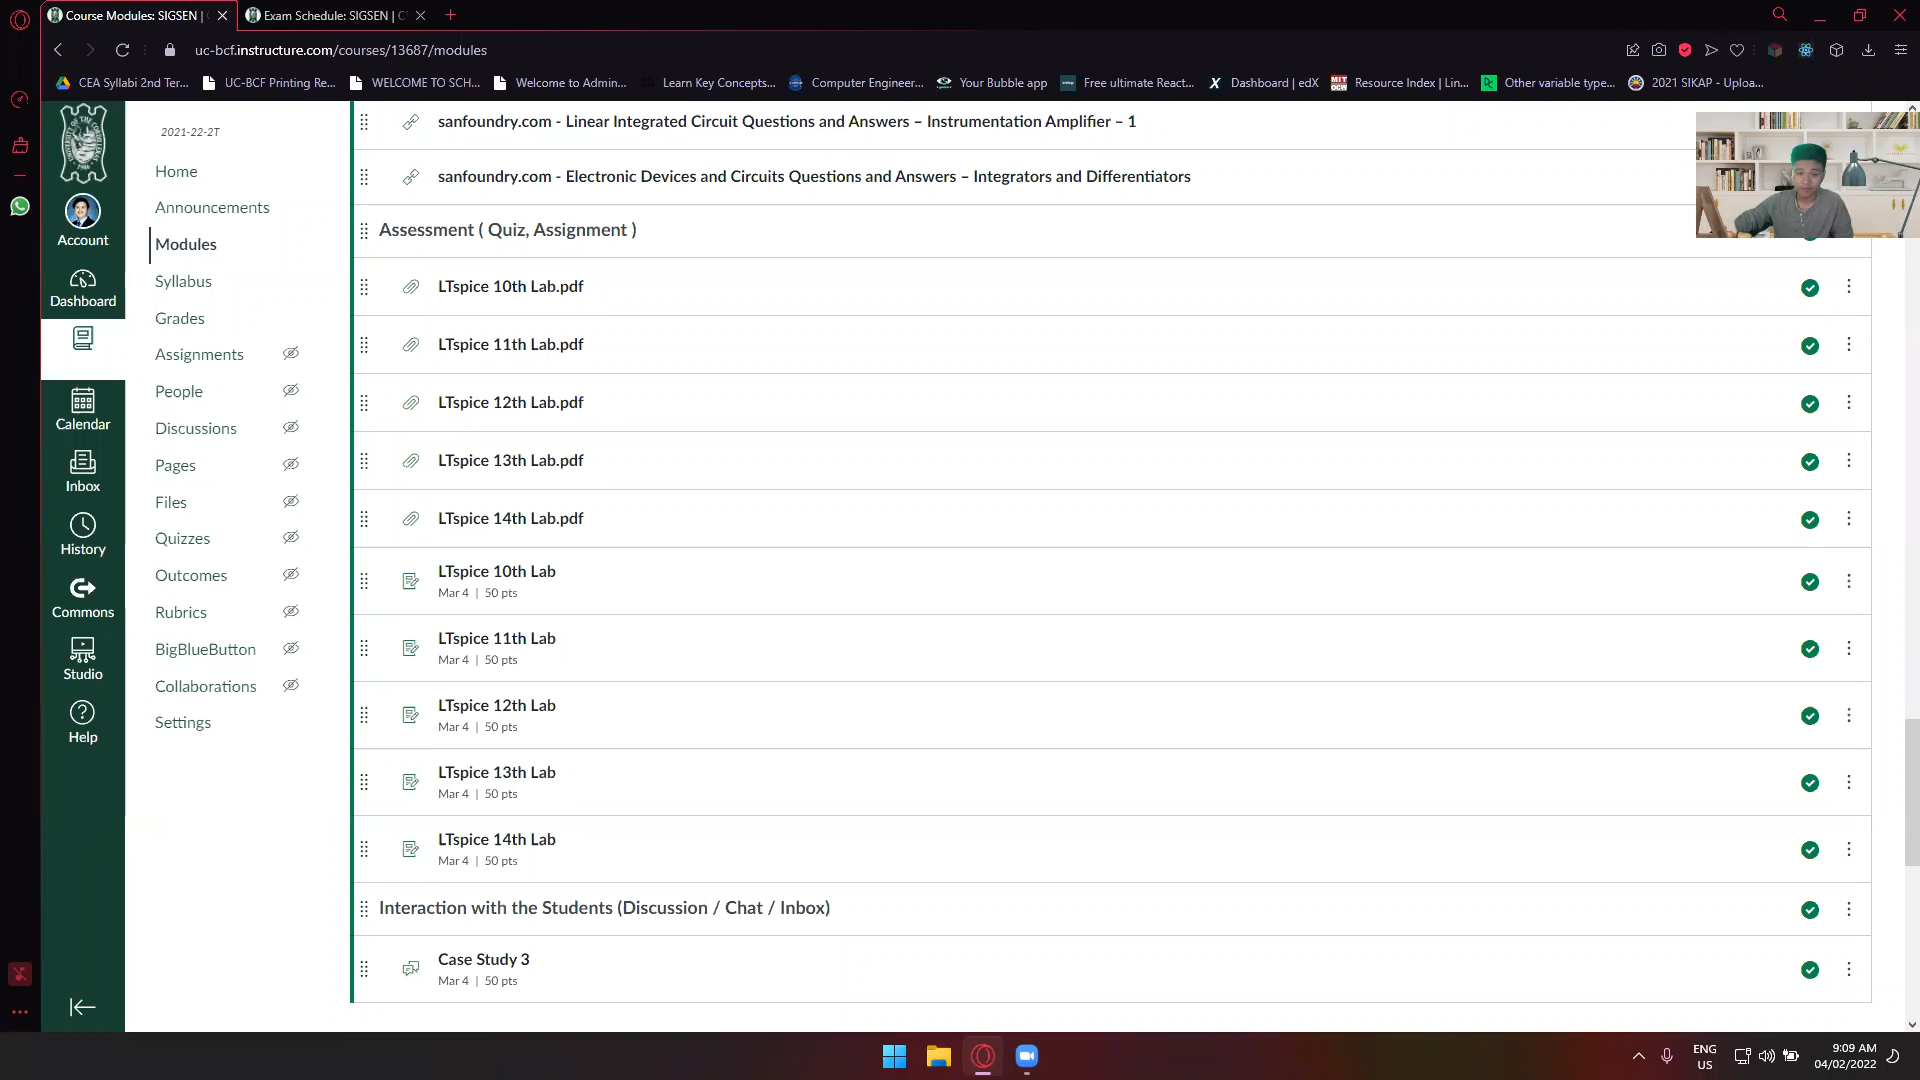 Course Modules: SIGSEN |
Exam Schedule: SIGSEN | C
uc-bcf.instructure.com/courses/13687/modules
CEA Syllabi 2nd Ter...
UC-BCF Printing Re...
WELCOME TO SCH...
Welcome to Admin...
Learn Key Concepts...
Computer Engineer...
Your Bubble app
Free ultimate React...
Dashboard | edX
Resource Index | Lin...
Other variable type...
2021 SIKAP - Uploa...
Account
Dashboard
Calendar
Inbox
History
Commons
Studio
Help
2021-22-2T
Home
Announcements
Modules
Syllabus
Grades
Assignments
People
Discussions
Pages
Files
Quizzes
Outcomes
Rubrics
BigBlueButton
Collaborations
Settings
sanfoundry.com - Linear Integrated Circuit Questions and Answers – Instrumentation Amplifier – 1
sanfoundry.com - Electronic Devices and Circuits Questions and Answers – Integrators and Differentiators
Assessment ( Quiz, Assignment )
LTspice 10th Lab.pdf
LTspice 11th Lab.pdf
LTspice 12th Lab.pdf
LTspice 13th Lab.pdf
LTspice 14th Lab.pdf
LTspice 10th Lab
Mar 4 | 50 pts
LTspice 11th Lab
Mar 4 | 50 pts
LTspice 12th Lab
Mar 4 | 50 pts
LTspice 13th Lab
Mar 4 | 50 pts
LTspice 14th Lab
Mar 4 | 50 pts
Interaction with the Students (Discussion / Chat / Inbox)
Case Study 3
Mar 4 | 50 pts
ENG
US
9:09 AM
04/02/2022